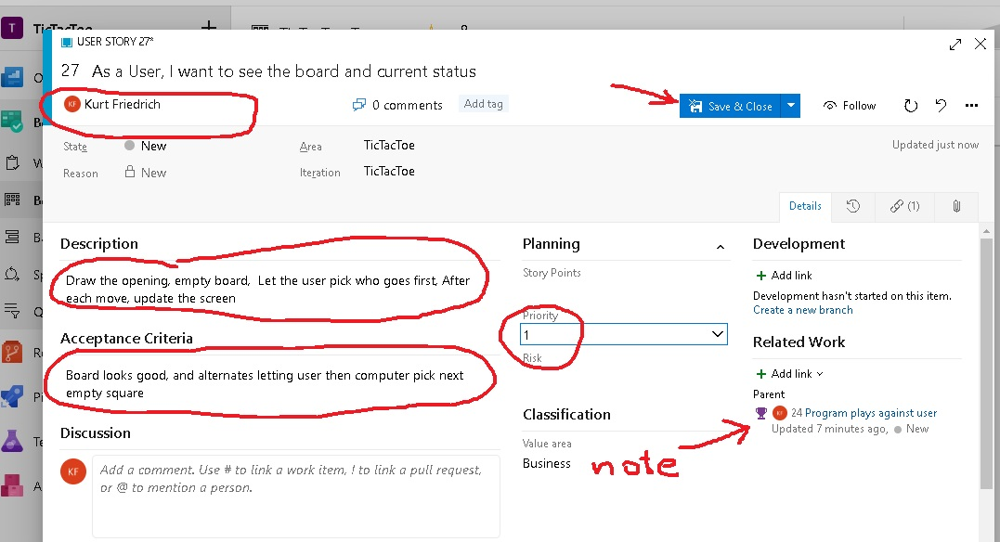 T TicTacToe
USER STORY 27*
27 As a User, I want to see the board and current status
KF Kurt Friedrich
0 comments
Add tag
Save & Close
Follow
State
New
Area
TicTacToe
Updated just now
Reason
New
Iteration
TicTacToe
Details
(1)
Description
Draw the opening, empty board, Let the user pick who goes first, After
each move, update the screen
Acceptance Criteria
Board looks good, and alternates letting user then computer pick next
empty square
Discussion
KF
Add a comment. Use # to link a work item, ! to link a pull request,
or @ to mention a person.
Planning
Story Points
Priority
1
Risk
Classification
Value area
Business
note
Development
Add link
Development hasn't started on this item.
Create a new branch
Related Work
Add link
Parent
KF 24 Program plays against user
Updated 7 minutes ago, New